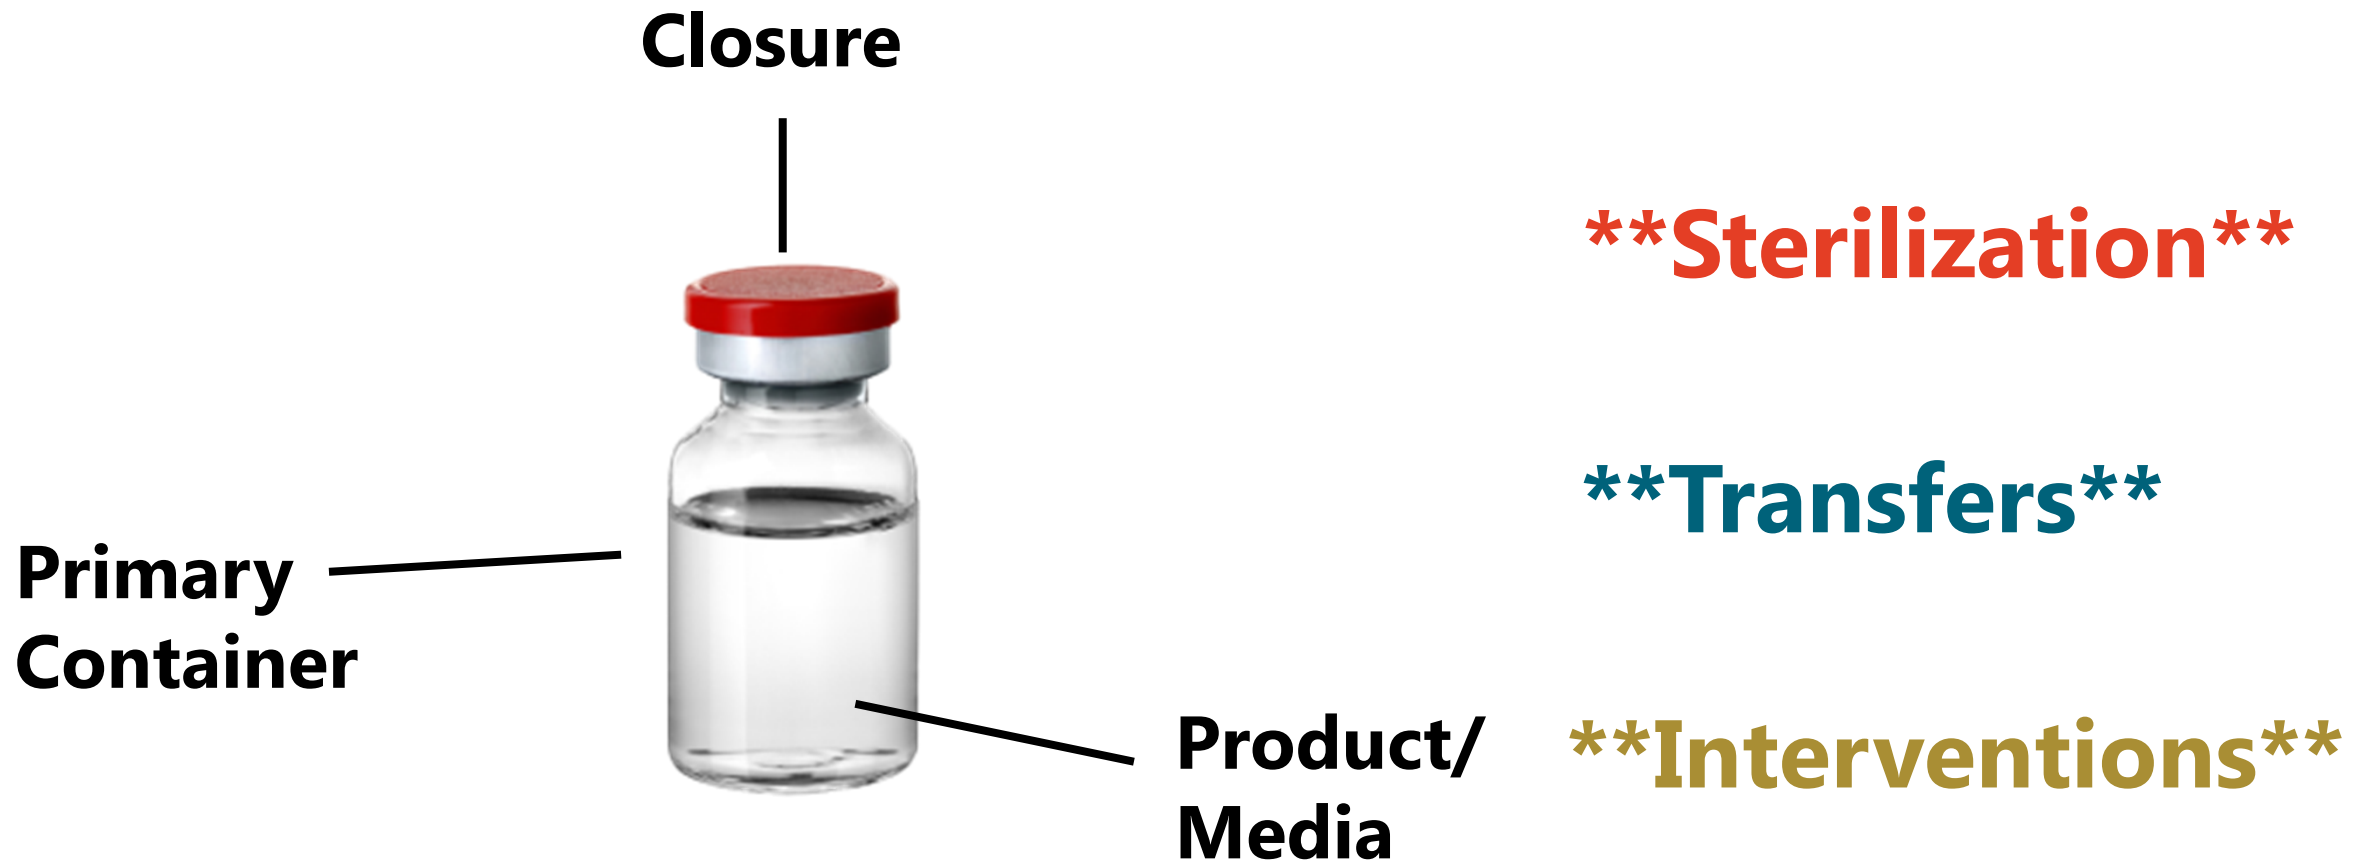 Closure
**Sterilization**
**Transfers**
Primary
Container
Product/
Media
**Interventions**